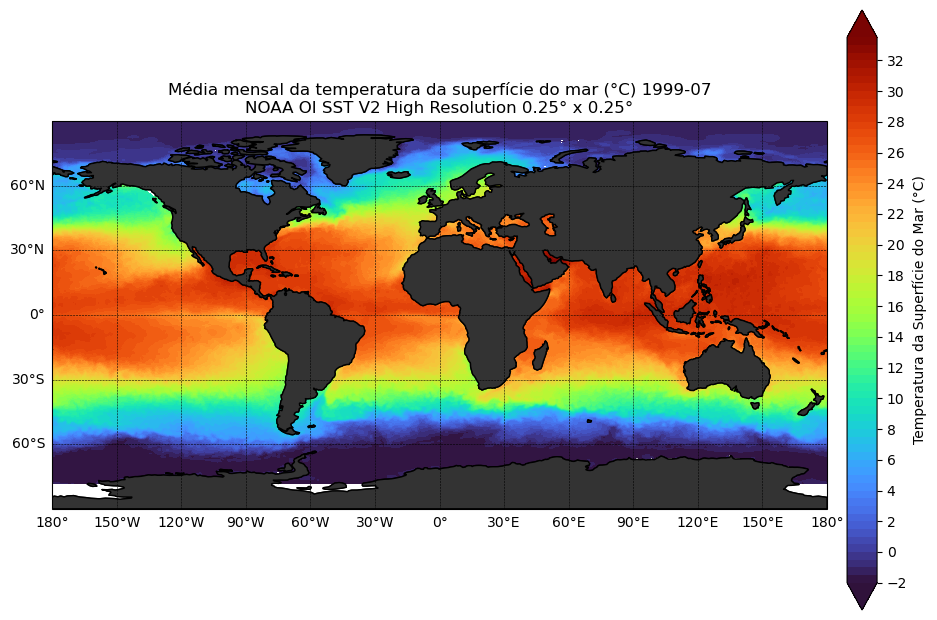 Média mensal da temperatura da superfície do mar (°C) 1999-07
NOAA OI SST V2 High Resolution 0.25° x 0.25°
60°N
30°N
0°
30°S
60°S
180° 150°W 120°W 90°W 60°W 30°W 0° 30°E 60°E 90°E 120°E 150°E 180°
32
30
28
26
24
22
20
18
16
14
12
10
8
6
4
2
0
−2
Temperatura da Superfície do Mar (°C)